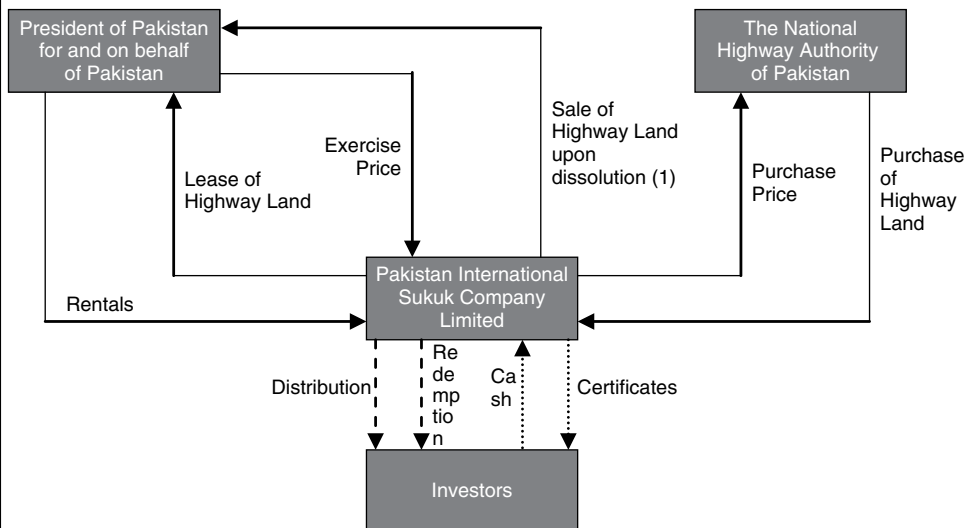 President of Pakistan
for and on behalf
of Pakistan
The National
Highway Authority
of Pakistan
Exercise
Price
Sale of
Highway Land
upon
dissolution (1)
Lease of
Highway Land
Purchase
Price
Purchase
of
Highway
Land
Rentals
Pakistan International
Sukuk Company
Limited
Distribution
Re
de
mp
tio
n
Ca
sh
Certificates
Investors